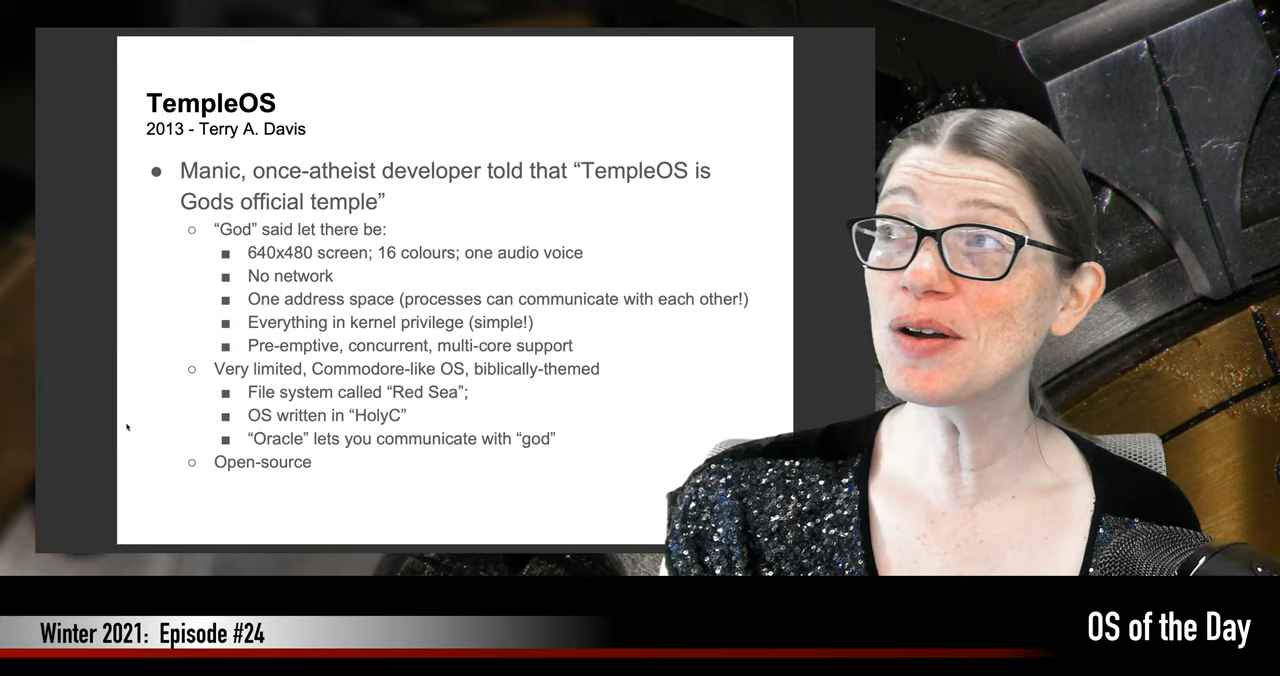 TempleOS
2013 - Terry A. Davis
● Manic, once-atheist developer told that “TempleOS is
Gods official temple”
○ “God” said let there be:
■ 640x480 screen; 16 colours; one audio voice
■ No network
■ One address space (processes can communicate with each other!)
■ Everything in kernel privilege (simple!)
■ Pre-emptive, concurrent, multi-core support
○ Very limited, Commodore-like OS, biblically-themed
■ File system called “Red Sea”;
■ OS written in “HolyC”
■ “Oracle” lets you communicate with “god”
○ Open-source
Winter 2021: Episode #24
OS of the Day